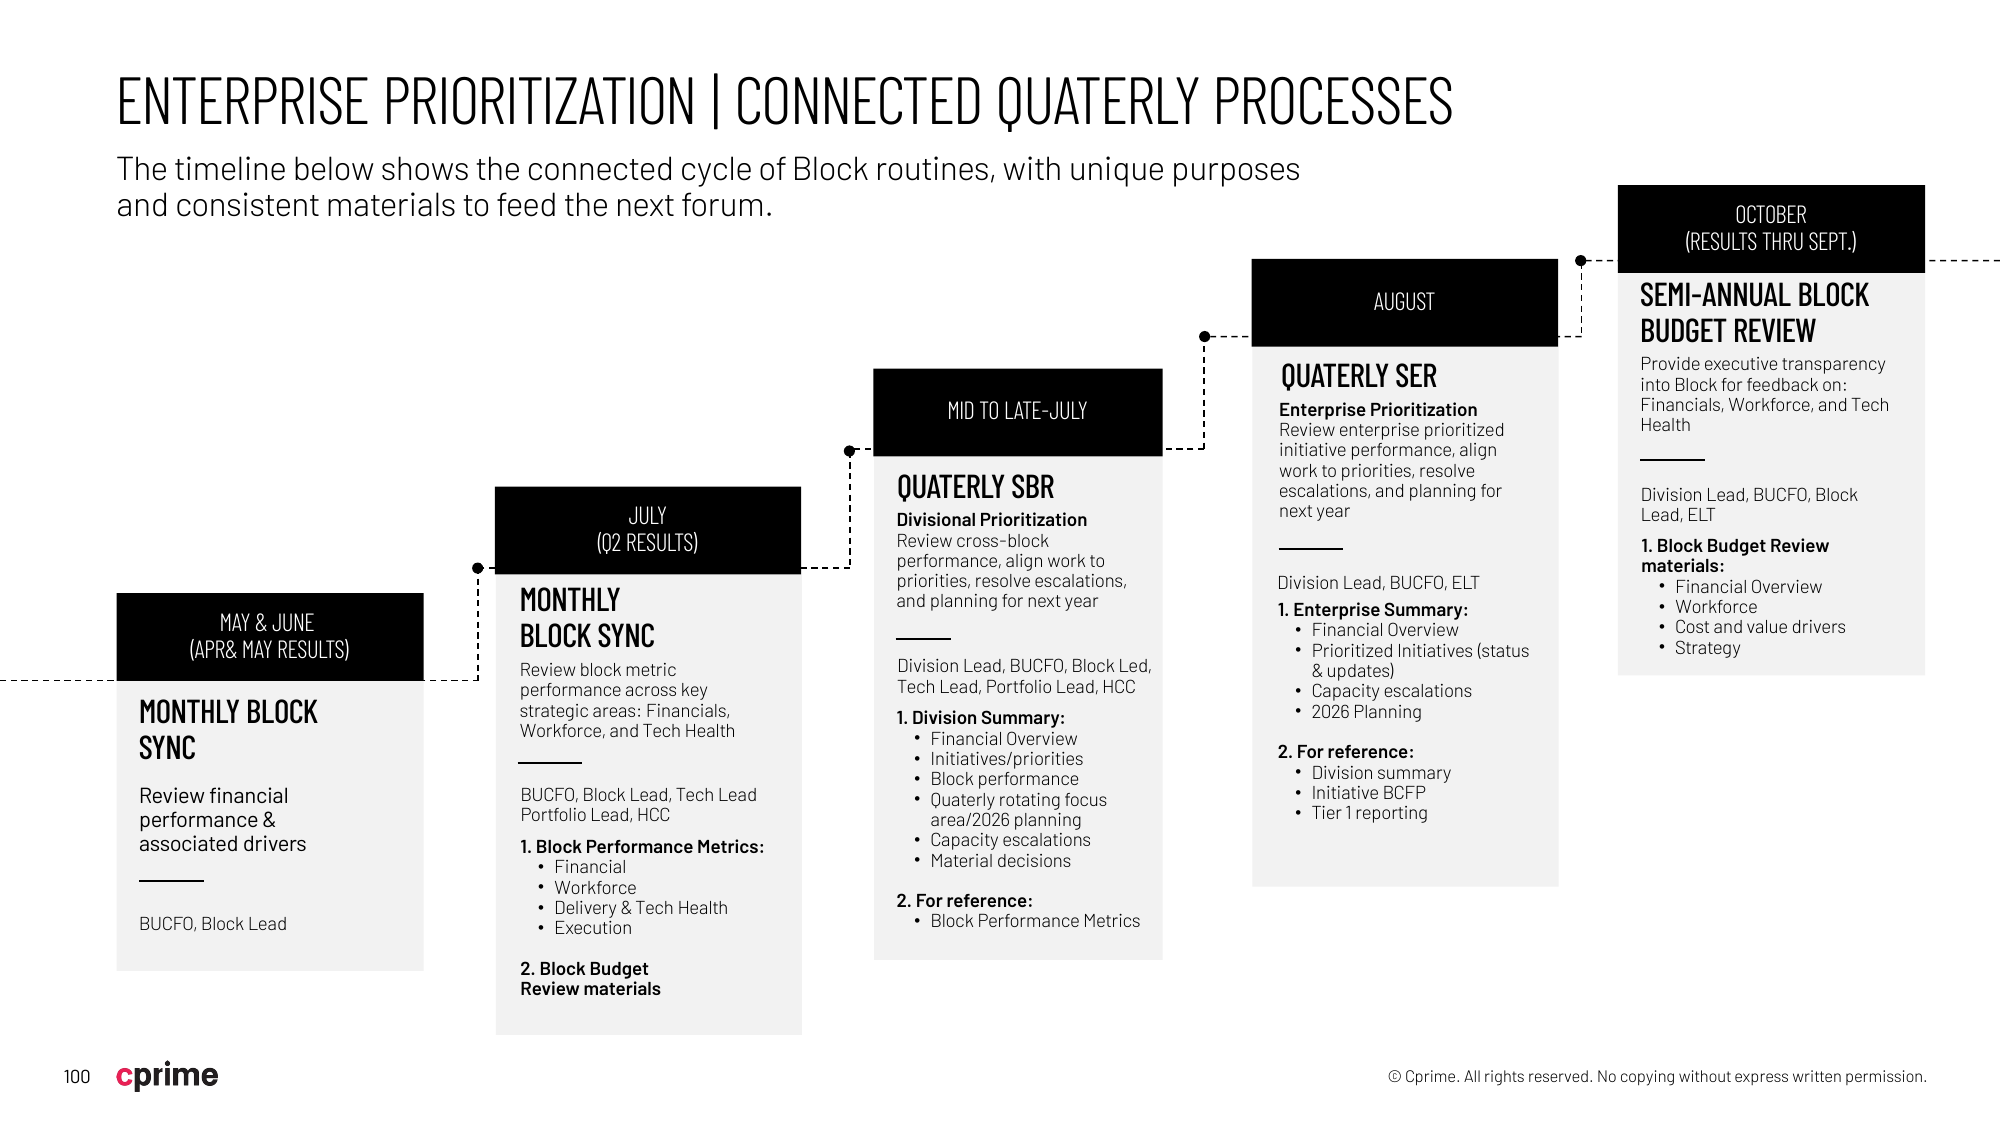 ENTERPRISE PRIORITIZATION | CONNECTED QUATERLY PROCESSES
The timeline below shows the connected cycle of Block routines, with unique purposes
and consistent materials to feed the next forum.
MAY & JUNE
(APR& MAY RESULTS)
MONTHLY BLOCK
SYNC
Review financial
performance &
associated drivers
BUCFO, Block Lead
JULY
(Q2 RESULTS)
MONTHLY
BLOCK SYNC
Review block metric
performance across key
strategic areas: Financials,
Workforce, and Tech Health
BUCFO, Block Lead, Tech Lead
Portfolio Lead, HCC
1. Block Performance Metrics:
• Financial
• Workforce
• Delivery & Tech Health
• Execution
2. Block Budget
Review materials
MID TO LATE-JULY
QUATERLY SBR
Divisional Prioritization
Review cross-block
performance, align work to
priorities, resolve escalations,
and planning for next year
Division Lead, BUCFO, Block Led,
Tech Lead, Portfolio Lead, HCC
1. Division Summary:
• Financial Overview
• Initiatives/priorities
• Block performance
• Quaterly rotating focus
area/2026 planning
• Capacity escalations
• Material decisions
2. For reference:
• Block Performance Metrics
AUGUST
QUATERLY SER
Enterprise Prioritization
Review enterprise prioritized
initiative performance, align
work to priorities, resolve
escalations, and planning for
next year
Division Lead, BUCFO, ELT
1. Enterprise Summary:
• Financial Overview
• Prioritized Initiatives (status
& updates)
• Capacity escalations
• 2026 Planning
2. For reference:
• Division summary
• Initiative BCFP
• Tier 1 reporting
OCTOBER
(RESULTS THRU SEPT.)
SEMI-ANNUAL BLOCK
BUDGET REVIEW
Provide executive transparency
into Block for feedback on:
Financials, Workforce, and Tech
Health
Division Lead, BUCFO, Block
Lead, ELT
1. Block Budget Review
materials:
• Financial Overview
• Workforce
• Cost and value drivers
• Strategy
100
cprime
© Cprime. All rights reserved. No copying without express written permission.